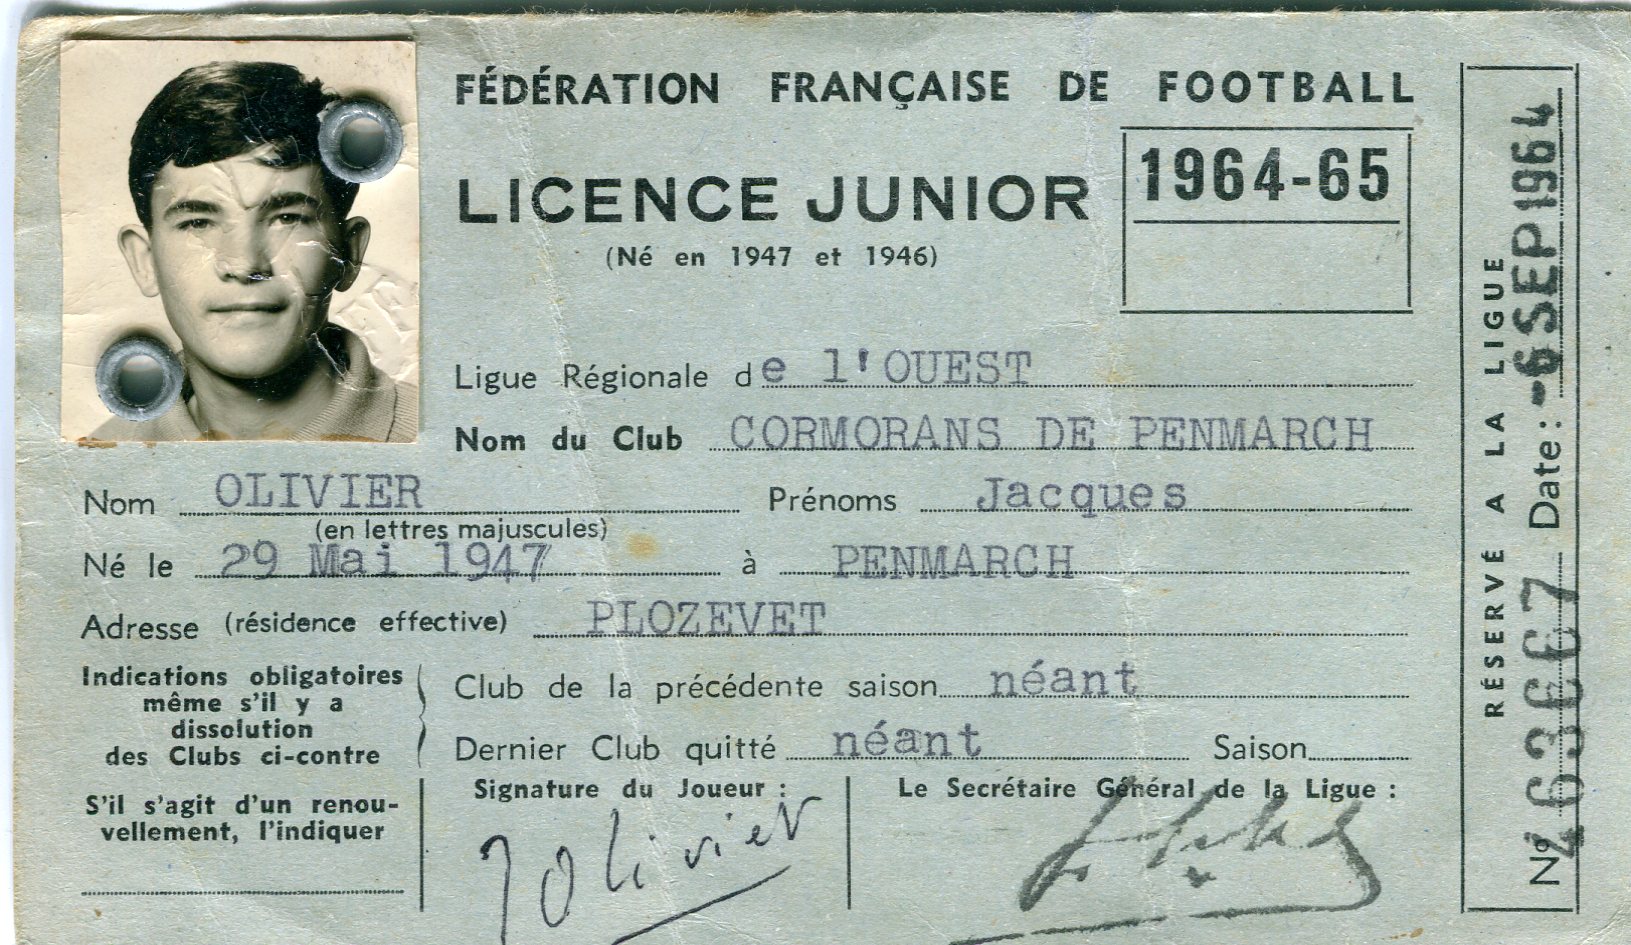 FÉDÉRATION FRANÇAISE DE FOOTBALL
LICENCE JUNIOR
1964-65
(Né en 1947 et 1946)
Ligue Régionale de l'OUEST
Nom du Club CORMORANS DE PENMARCH
Nom OLIVIER Prénoms Jacques
(en lettres majuscules)
Né le 29 Mai 1947 à PENMARCH
Adresse (résidence effective) PLOZEVET
Indications obligatoires
même s'il y a
dissolution
des Clubs ci-contre
Club de la précédente saison néant
Dernier Club quitté néant Saison
S'il s'agit d'un renou-
vellement, l'indiquer
Signature du Joueur :
J Olivier
Le Secrétaire Général de la Ligue :
RÉSERVÉ A LA LIGUE
No Date : -6 SEP 1964